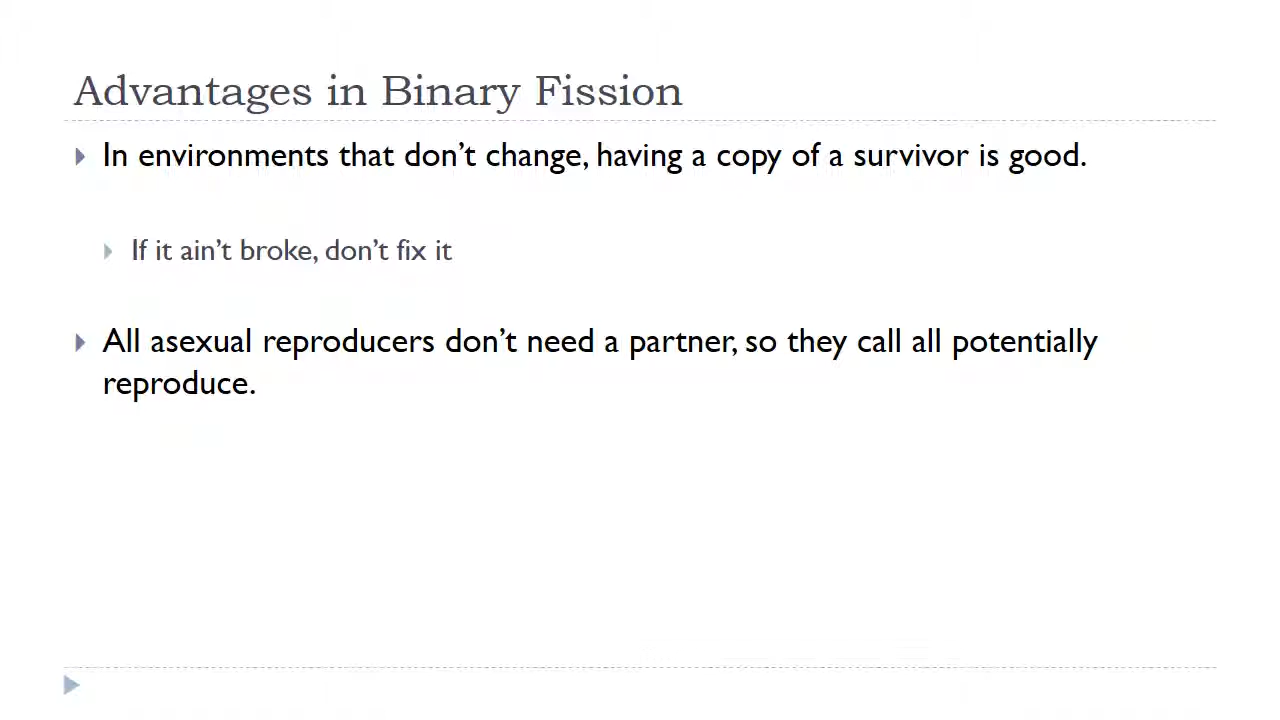 Advantages in Binary Fission
In environments that don’t change, having a copy of a survivor is good.
If it ain’t broke, don’t fix it
All asexual reproducers don’t need a partner, so they call all potentially
reproduce.